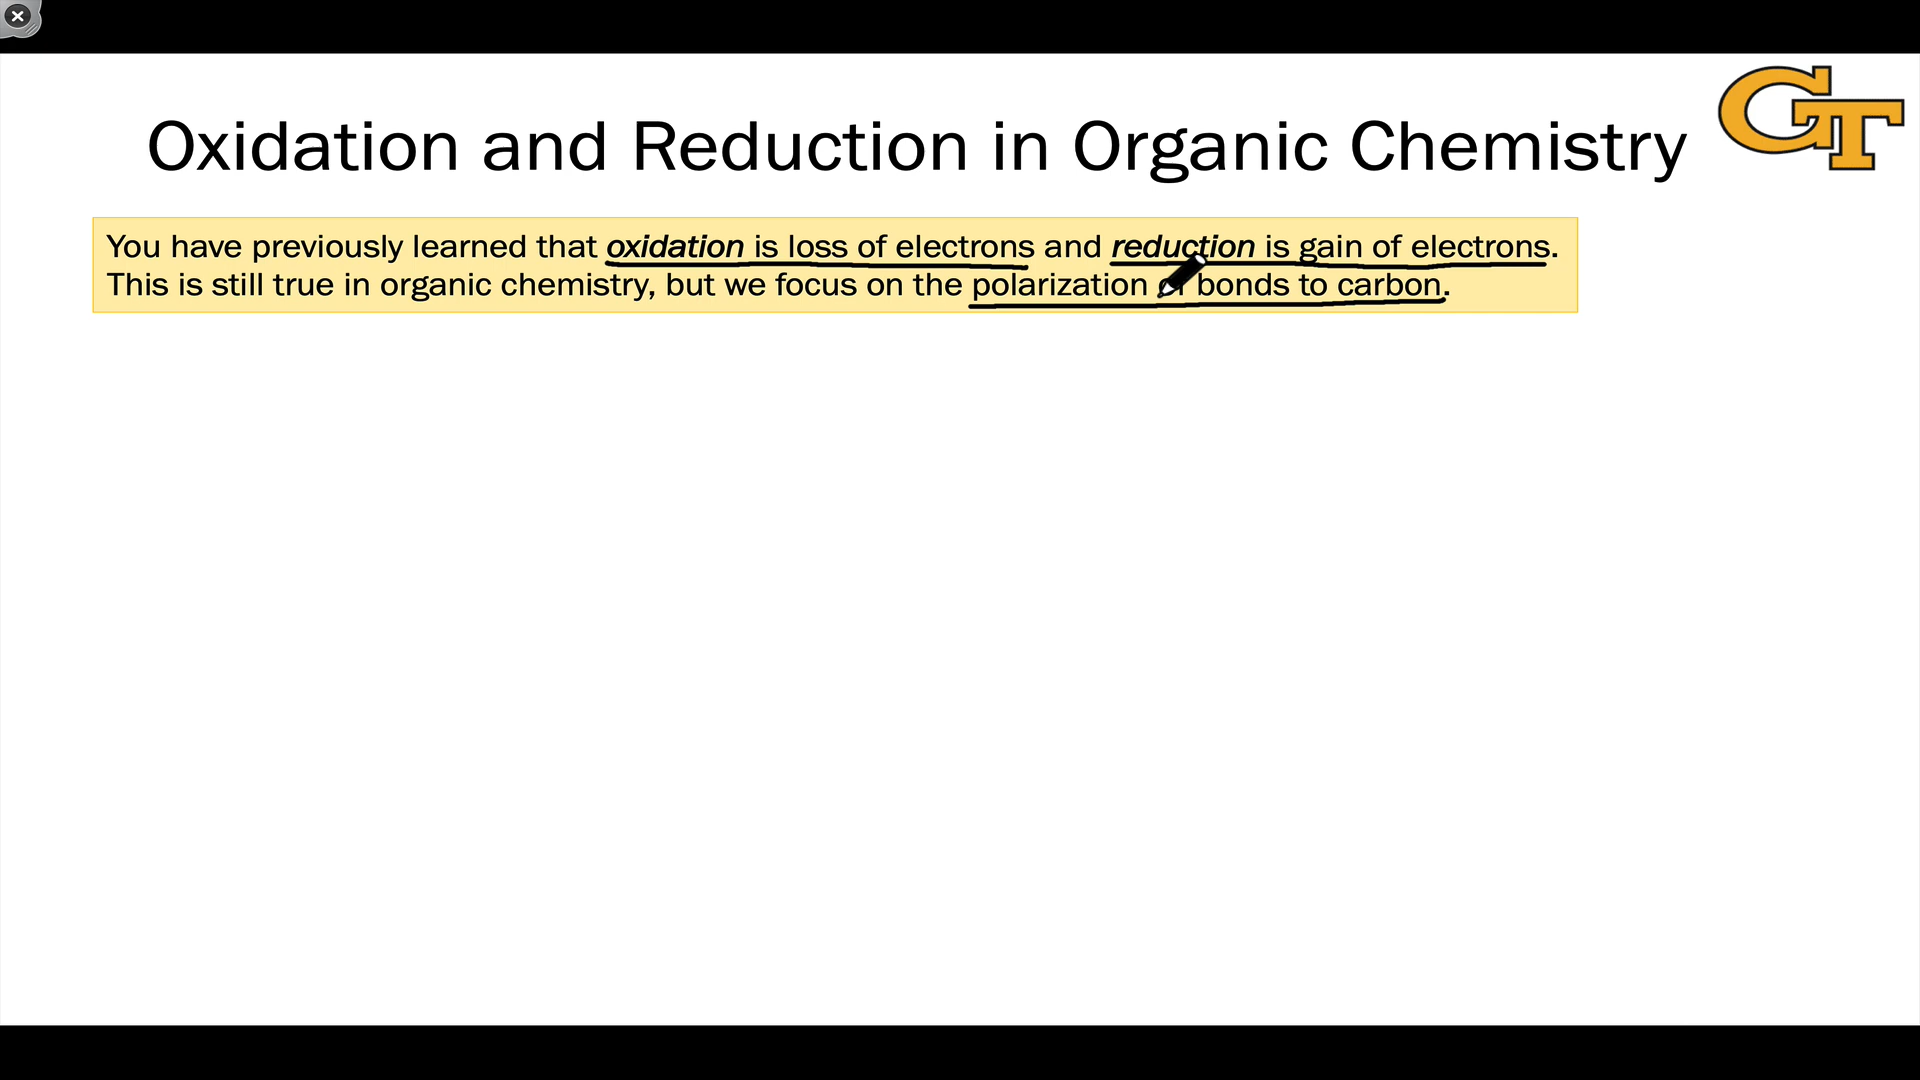 Oxidation and Reduction in Organic Chemistry
GT
You have previously learned that oxidation is loss of electrons and reduction is gain of electrons.
This is still true in organic chemistry, but we focus on the polarization of bonds to carbon.